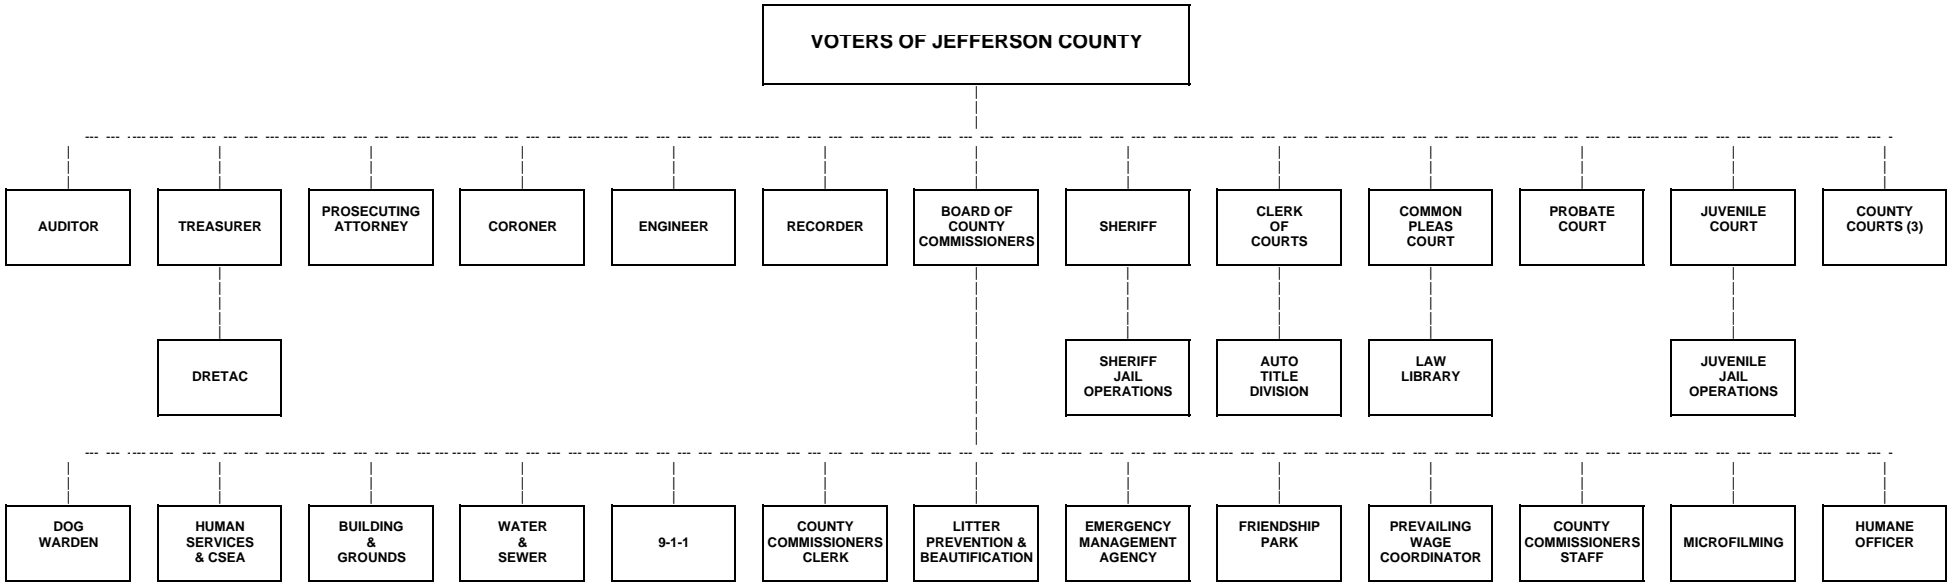 VOTERS OF JEFFERSON COUNTY
AUDITOR
TREASURER
PROSECUTING
ATTORNEY
CORONER
ENGINEER
RECORDER
BOARD OF
COUNTY
COMMISSIONERS
SHERIFF
CLERK
OF
COURTS
COMMON
PLEAS
COURT
PROBATE
COURT
JUVENILE
COURT
COUNTY
COURTS (3)
DRETAC
SHERIFF
JAIL
OPERATIONS
AUTO
TITLE
DIVISION
LAW
LIBRARY
JUVENILE
JAIL
OPERATIONS
DOG
WARDEN
HUMAN
SERVICES
& CSEA
BUILDING
&
GROUNDS
WATER
&
SEWER
9-1-1
COUNTY
COMMISSIONERS
CLERK
LITTER
PREVENTION &
BEAUTIFICATION
EMERGENCY
MANAGEMENT
AGENCY
FRIENDSHIP
PARK
PREVAILING
WAGE
COORDINATOR
COUNTY
COMMISSIONERS
STAFF
MICROFILMING
HUMANE
OFFICER